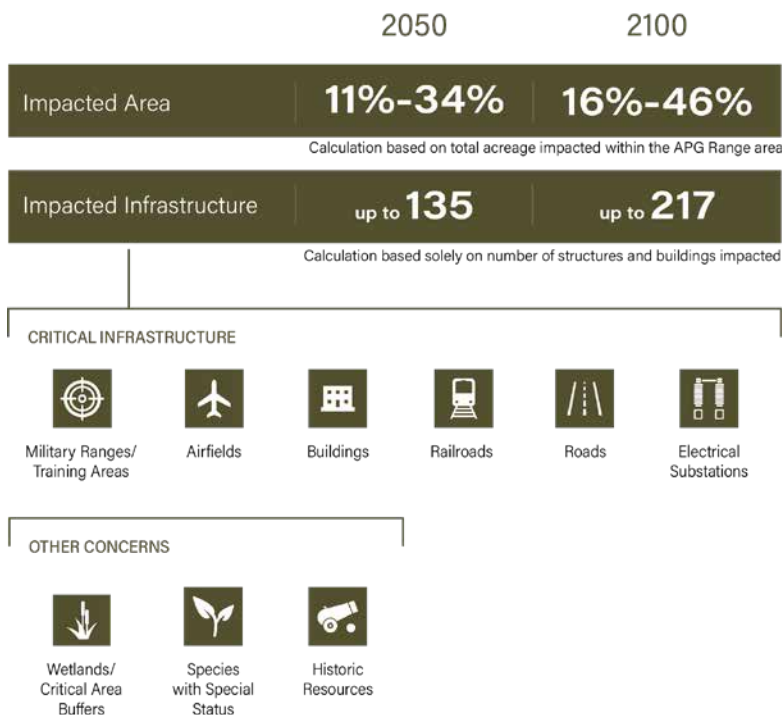 2050 2100
Impacted Area 11%-34% 16%-46%
Calculation based on total acreage impacted within the APG Range area
Impacted Infrastructure up to 135 up to 217
Calculation based solely on number of structures and buildings impacted
CRITICAL INFRASTRUCTURE
Military Ranges/ Airfields Buildings Railroads Roads Electrical
Training Areas Substations
OTHER CONCERNS
Wetlands/ Species Historic
Critical Area with Special Resources
Buffers Status